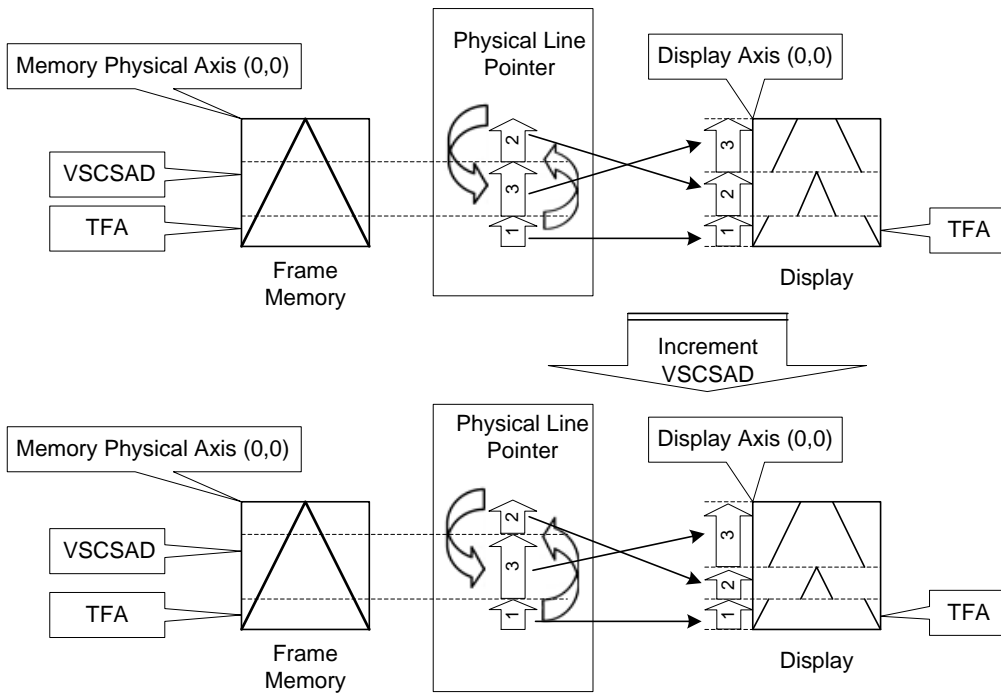 Physical Line
Pointer
Memory Physical Axis (0,0)
Display Axis (0,0)
VSCSAD
TFA
2
3
1
3
2
1
TFA
Frame
Memory
Display
Increment
VSCSAD
Physical Line
Pointer
Memory Physical Axis (0,0)
Display Axis (0,0)
VSCSAD
TFA
2
3
1
3
2
1
TFA
Frame
Memory
Display